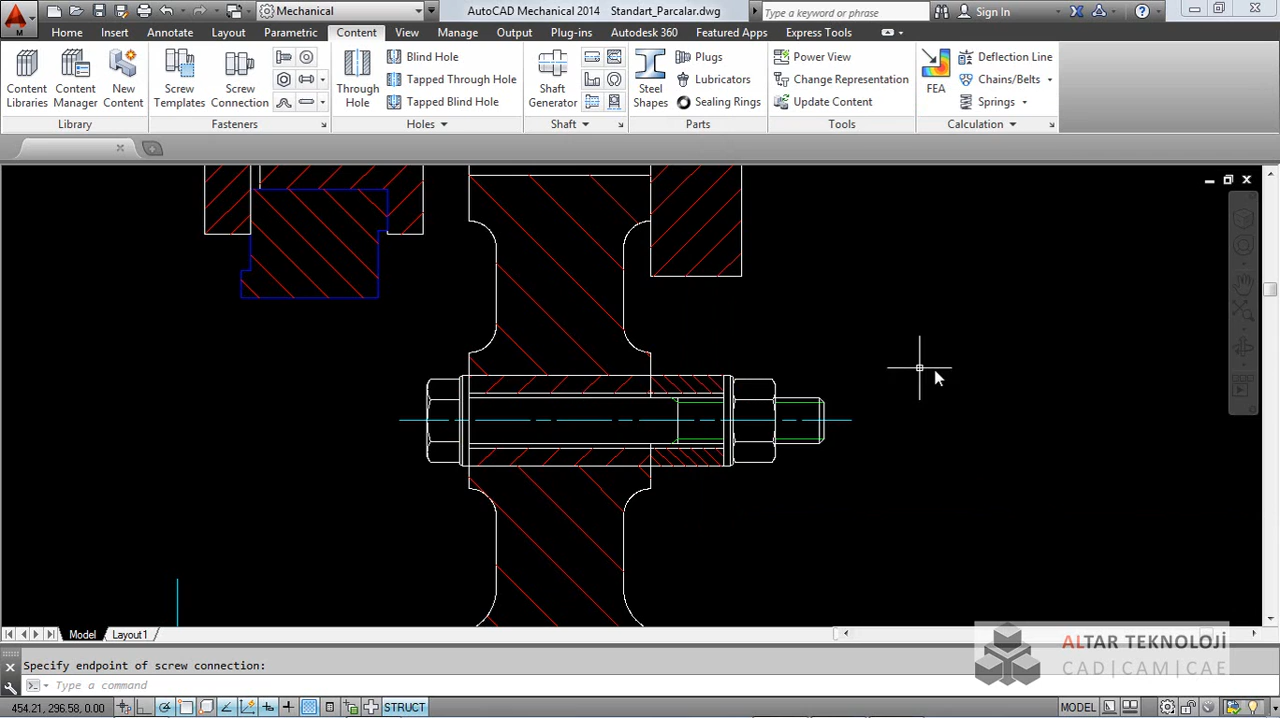 Mechanical
AutoCAD Mechanical 2014 Standart_Parcalar.dwg
Type a keyword or phrase
Sign In
M
Home Annotate Layout Parametric Content View Manage Output Plug-ins Autodesk 360 Featured Apps Express Tools
Content Libraries
Content Manager
New Content
Library
Screw Templates
Screw Connection
Fasteners
Through Hole
Blind Hole
Tapped Through Hole
Tapped Blind Hole
Holes
Shaft Generator
Shaft
Steel Shapes
Plugs
Lubricators
Sealing Rings
Parts
Power View
Change Representation
Update Content
Tools
FEA
Deflection Line
Chains/Belts
Springs
Calculation
Model Layout1
Specify endpoint of screw connection:
Type a command
ALTAR TEKNOLOJİ
CAD|CAM|CAE
454.21, 296.58, 0.00 STRUCT MODEL